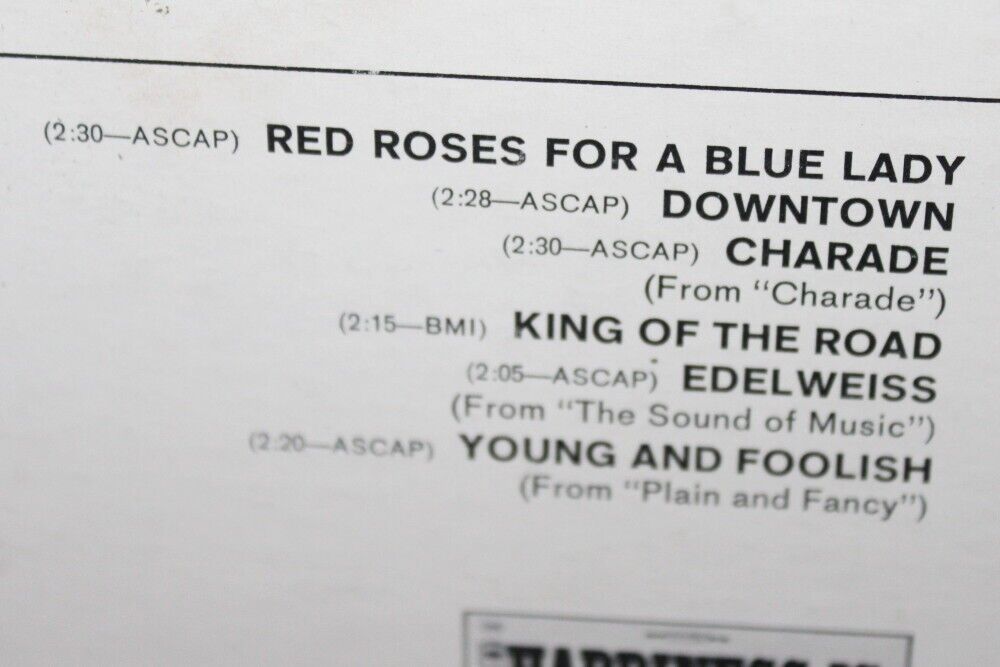 (2:30—ASCAP) RED ROSES FOR A BLUE LADY
(2:28—ASCAP) DOWNTOWN
(2:30—ASCAP) CHARADE
(From "Charade")
(2:15—BMI) KING OF THE ROAD
(2:05—ASCAP) EDELWEISS
(From "The Sound of Music")
(2:20—ASCAP) YOUNG AND FOOLISH
(From "Plain and Fancy")
HAPPINESS IS